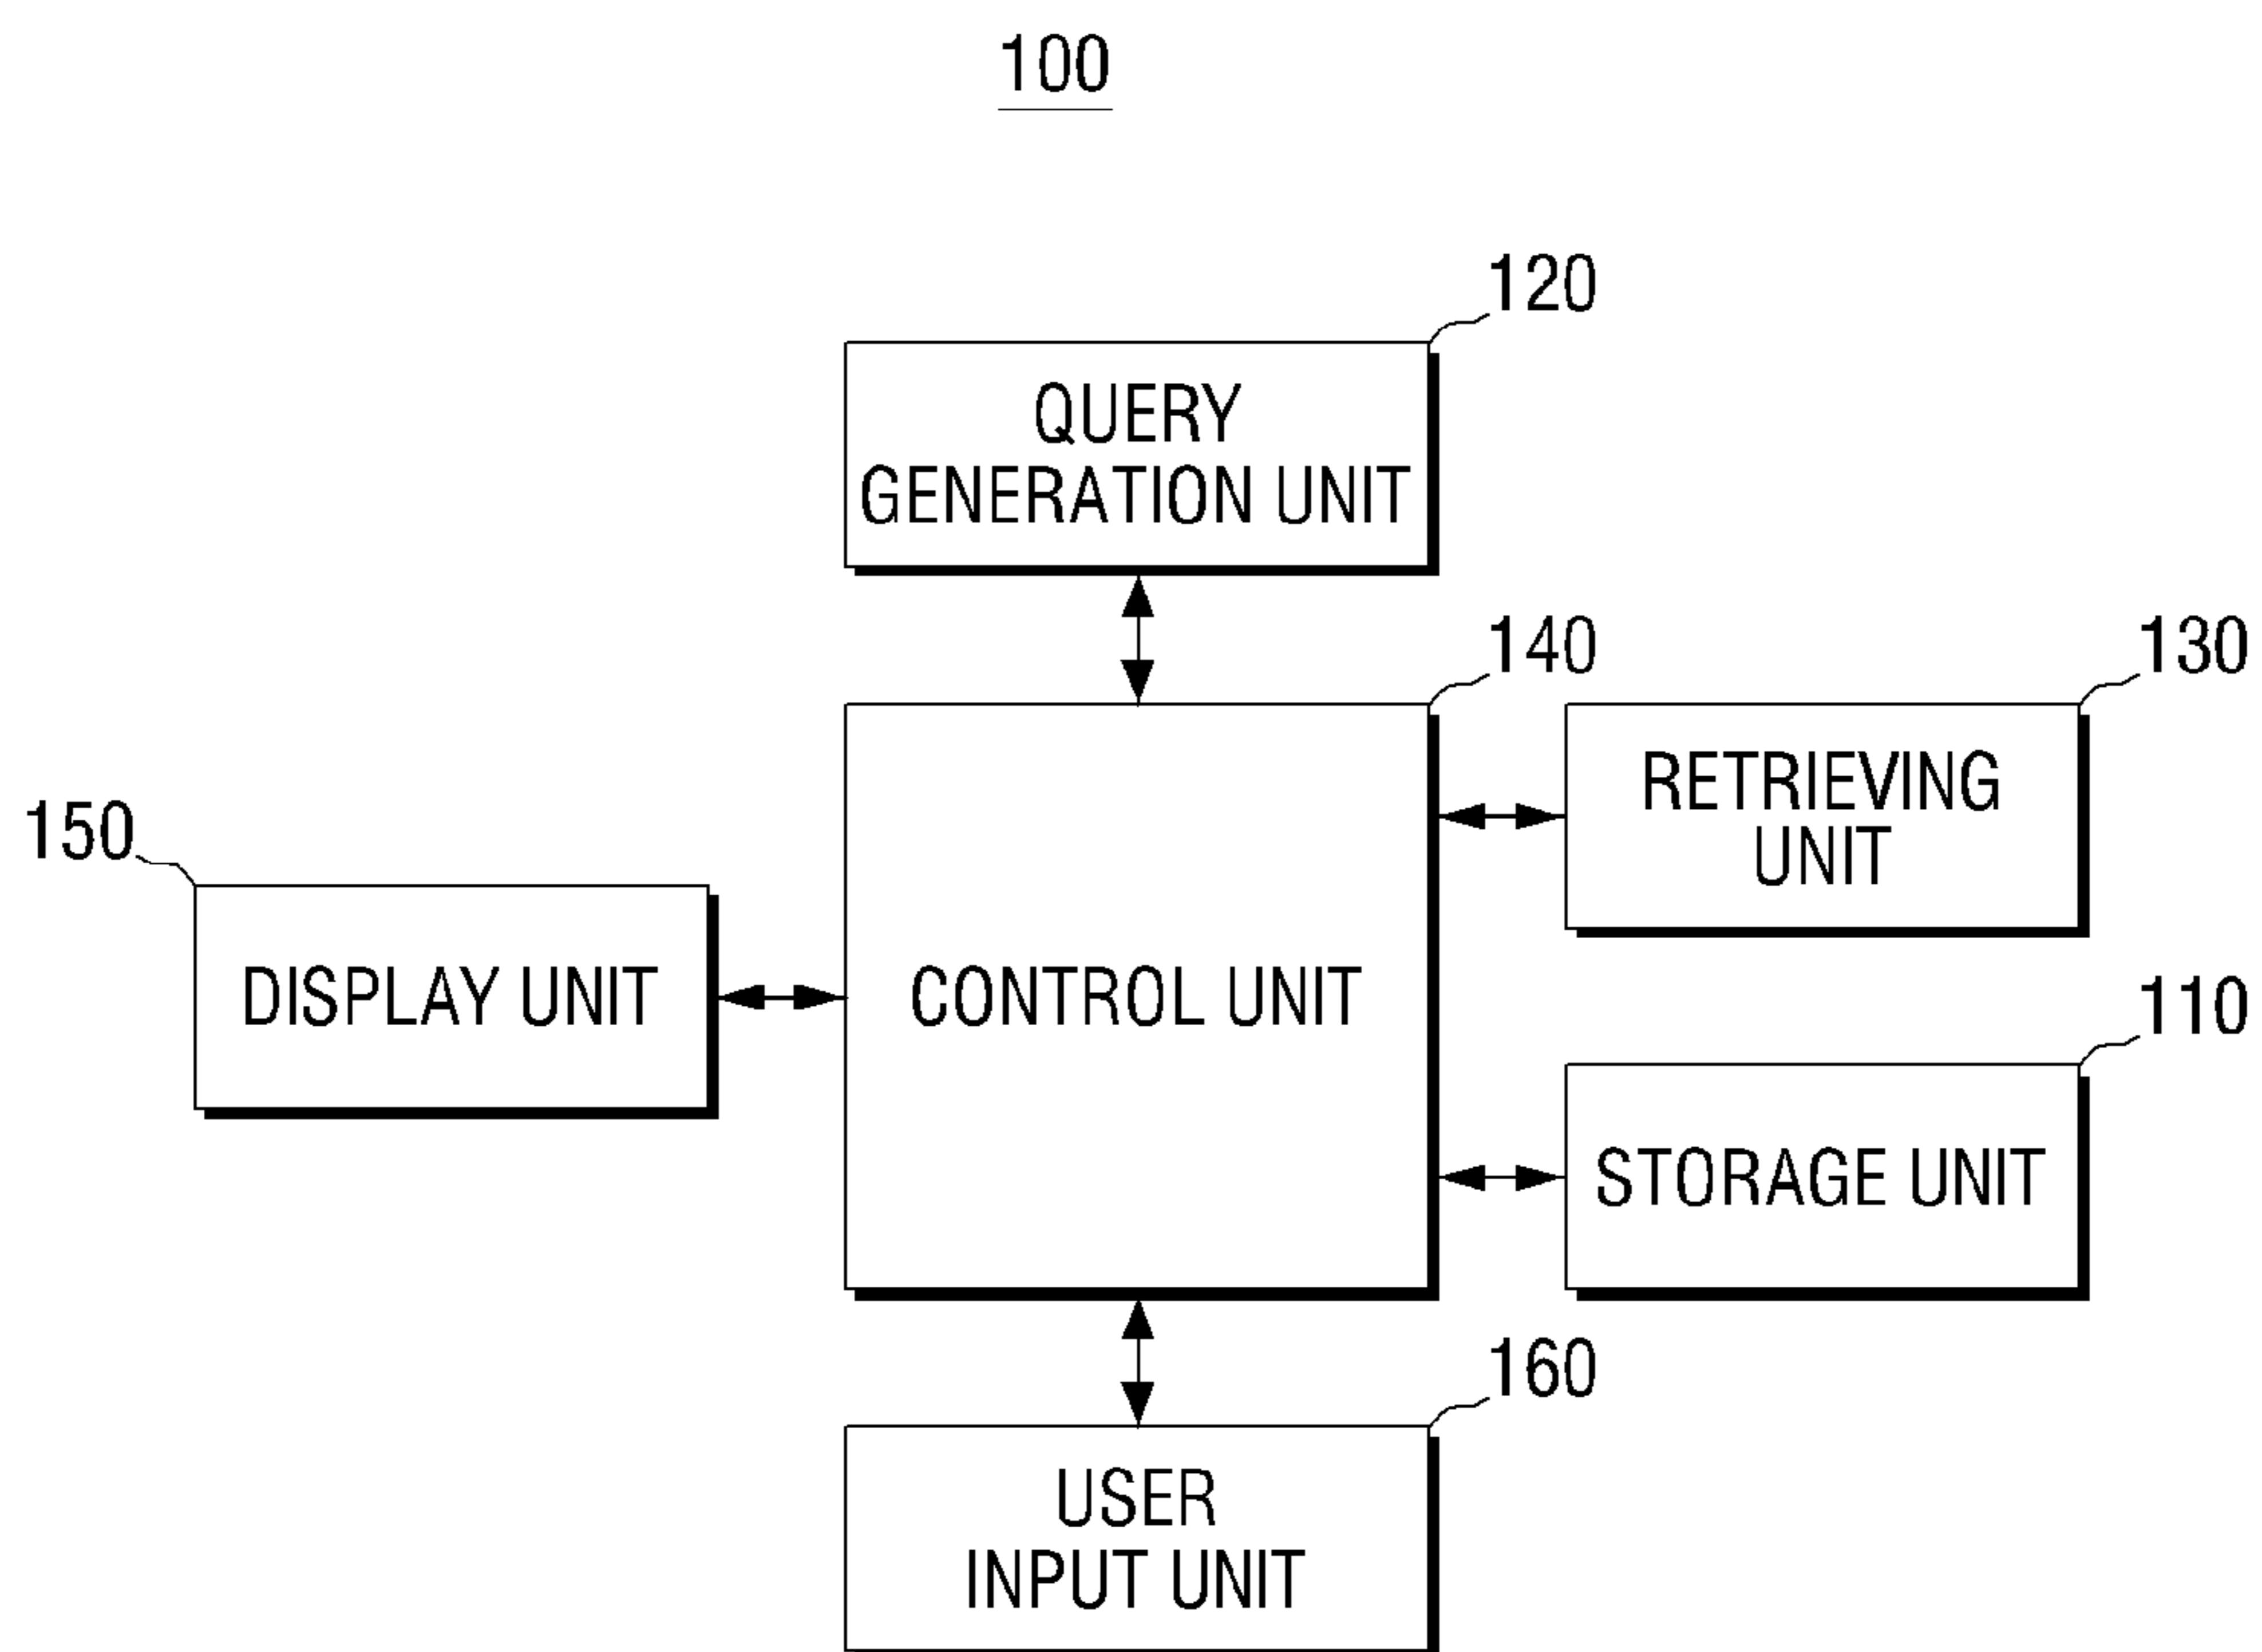 100
120
QUERY
GENERATION UNIT
140
130
RETRIEVING
UNIT
150
DISPLAY UNIT
CONTROL UNIT
110
STORAGE UNIT
160
USER
INPUT UNIT